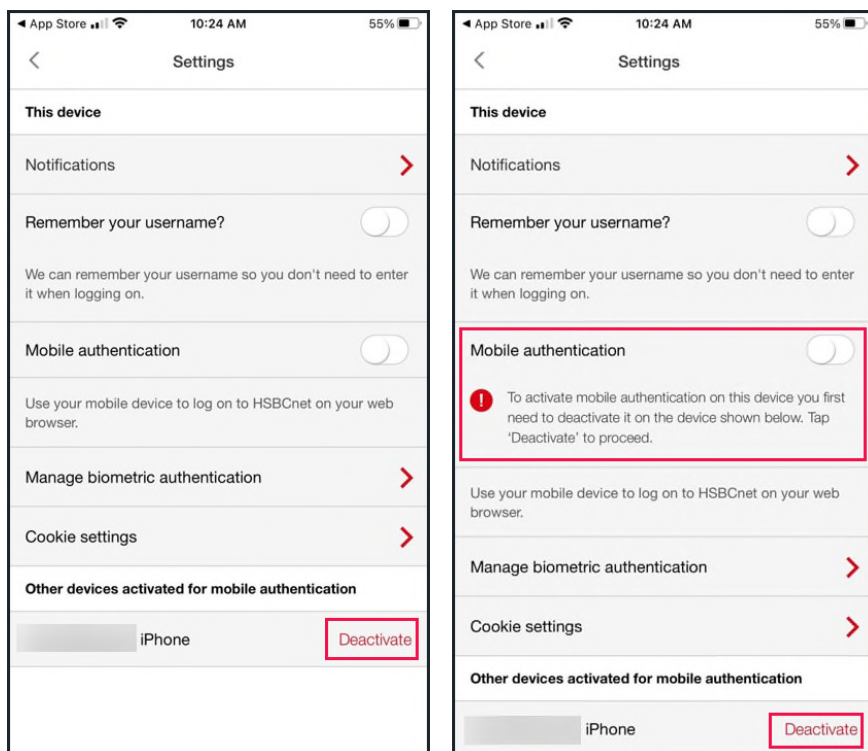 App Store
10:24 AM
55%
Settings
This device
Notifications
Remember your username?
We can remember your username so you don't need to enter
it when logging on.
Mobile authentication
Use your mobile device to log on to HSBCnet on your web
browser.
Manage biometric authentication
Cookie settings
Other devices activated for mobile authentication
iPhone
Deactivate
App Store
10:24 AM
55%
Settings
This device
Notifications
Remember your username?
We can remember your username so you don't need to enter
it when logging on.
Mobile authentication
To activate mobile authentication on this device you first
need to deactivate it on the device shown below. Tap
'Deactivate' to proceed.
Use your mobile device to log on to HSBCnet on your web
browser.
Manage biometric authentication
Cookie settings
Other devices activated for mobile authentication
iPhone
Deactivate